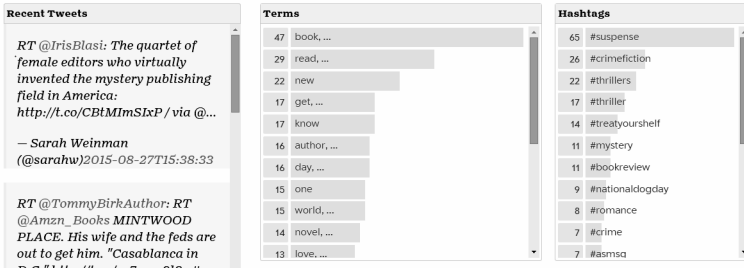 Recent Tweets
RT @IrisBlasi: The quartet of
female editors who virtually
invented the mystery publishing
field in America:
http://t.co/CBtMImSIxP / via @...
— Sarah Weinman
(@sarahw)2015-08-27T15:38:33
RT @TommyBirkAuthor: RT
@Amzn_Books MINTWOOD
PLACE. His wife and the feds are
out to get him. "Casablanca in
Terms
47 book, ...
29 read, ...
22 new
17 get, ...
17 know
16 author, ...
16 day, ...
15 one
15 world, ...
14 novel, ...
13 love, ...
Hashtags
65 #suspense
26 #crimefiction
22 #thrillers
17 #thriller
14 #treatyourshelf
11 #mystery
11 #bookreview
9 #nationaldogday
8 #romance
7 #crime
7 #asmsg